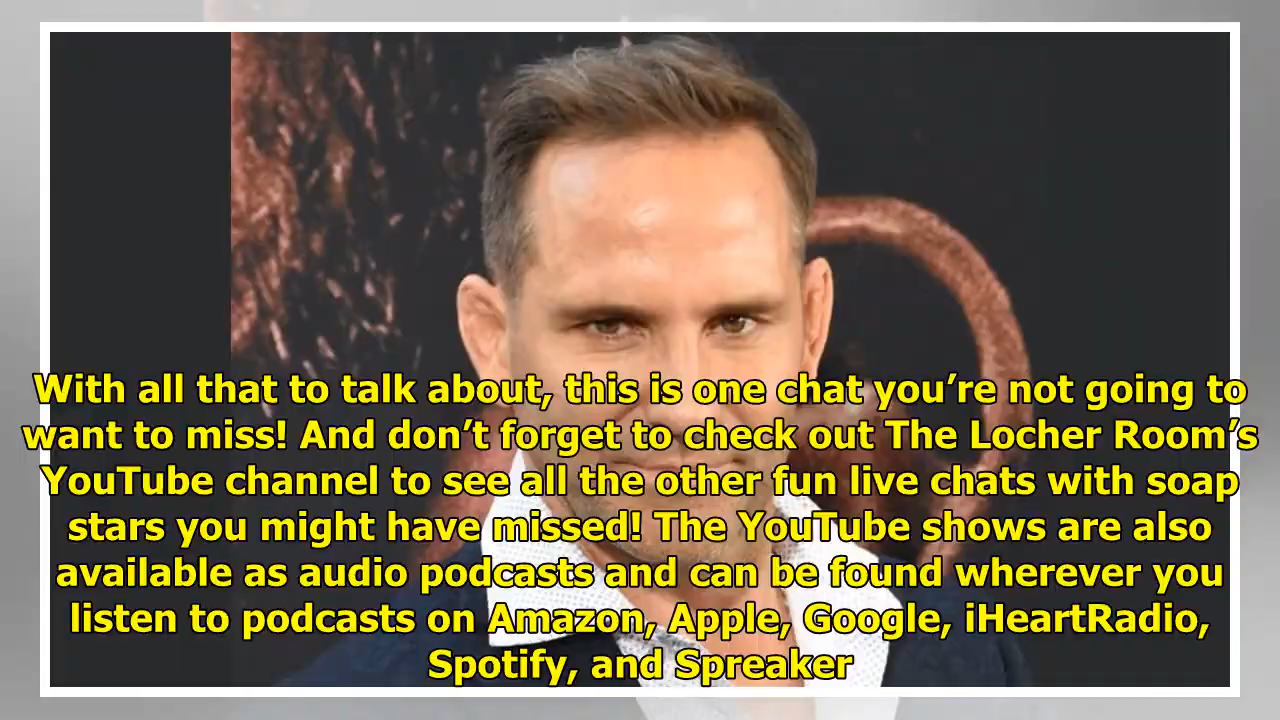 With all that to talk about, this is one chat you’re not going to
want to miss! And don’t forget to check out The Locher Room’s
YouTube channel to see all the other fun live chats with soap
stars you might have missed! The YouTube shows are also
available as audio podcasts and can be found wherever you
listen to podcasts on Amazon, Apple, Google, iHeartRadio,
Spotify, and Spreaker